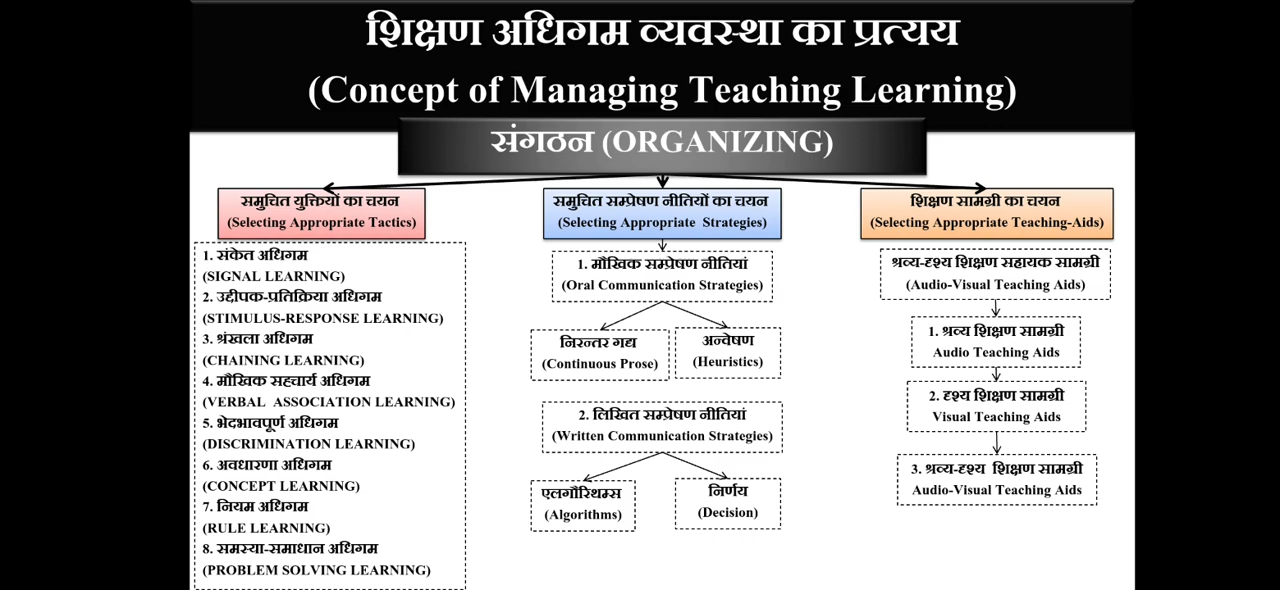 शिक्षण अधिगम व्यवस्था का प्रत्यय
(Concept of Managing Teaching Learning)
संगठन (ORGANIZING)
समुचित युक्तियों का चयन
(Selecting Appropriate Tactics)
1. संकेत अधिगम
(SIGNAL LEARNING)
2. उद्दीपक-प्रतिक्रिया अधिगम
(STIMULUS-RESPONSE LEARNING)
3. श्रंखला अधिगम
(CHAINING LEARNING)
4. मौखिक सह्चार्य अधिगम
(VERBAL ASSOCIATION LEARNING)
5. भेदभावपूर्ण अधिगम
(DISCRIMINATION LEARNING)
6. अवधारणा अधिगम
(CONCEPT LEARNING)
7. नियम अधिगम
(RULE LEARNING)
8. समस्या-समाधान अधिगम
(PROBLEM SOLVING LEARNING)
समुचित सम्प्रेषण नीतियों का चयन
(Selecting Appropriate Strategies)
1. मौखिक सम्प्रेषण नीतियां
(Oral Communication Strategies)
निरन्तर गद्य
(Continuous Prose)
अन्वेषण
(Heuristics)
2. लिखित सम्प्रेषण नीतियां
(Written Communication Strategies)
एलगौरिथम्स
(Algorithms)
निर्णय
(Decision)
शिक्षण सामग्री का चयन
(Selecting Appropriate Teaching-Aids)
श्रव्य-दृश्य शिक्षण सहायक सामग्री
(Audio-Visual Teaching Aids)
1. श्रव्य शिक्षण सामग्री
Audio Teaching Aids
2. दृश्य शिक्षण सामग्री
Visual Teaching Aids
3. श्रव्य-दृश्य शिक्षण सामग्री
Audio-Visual Teaching Aids